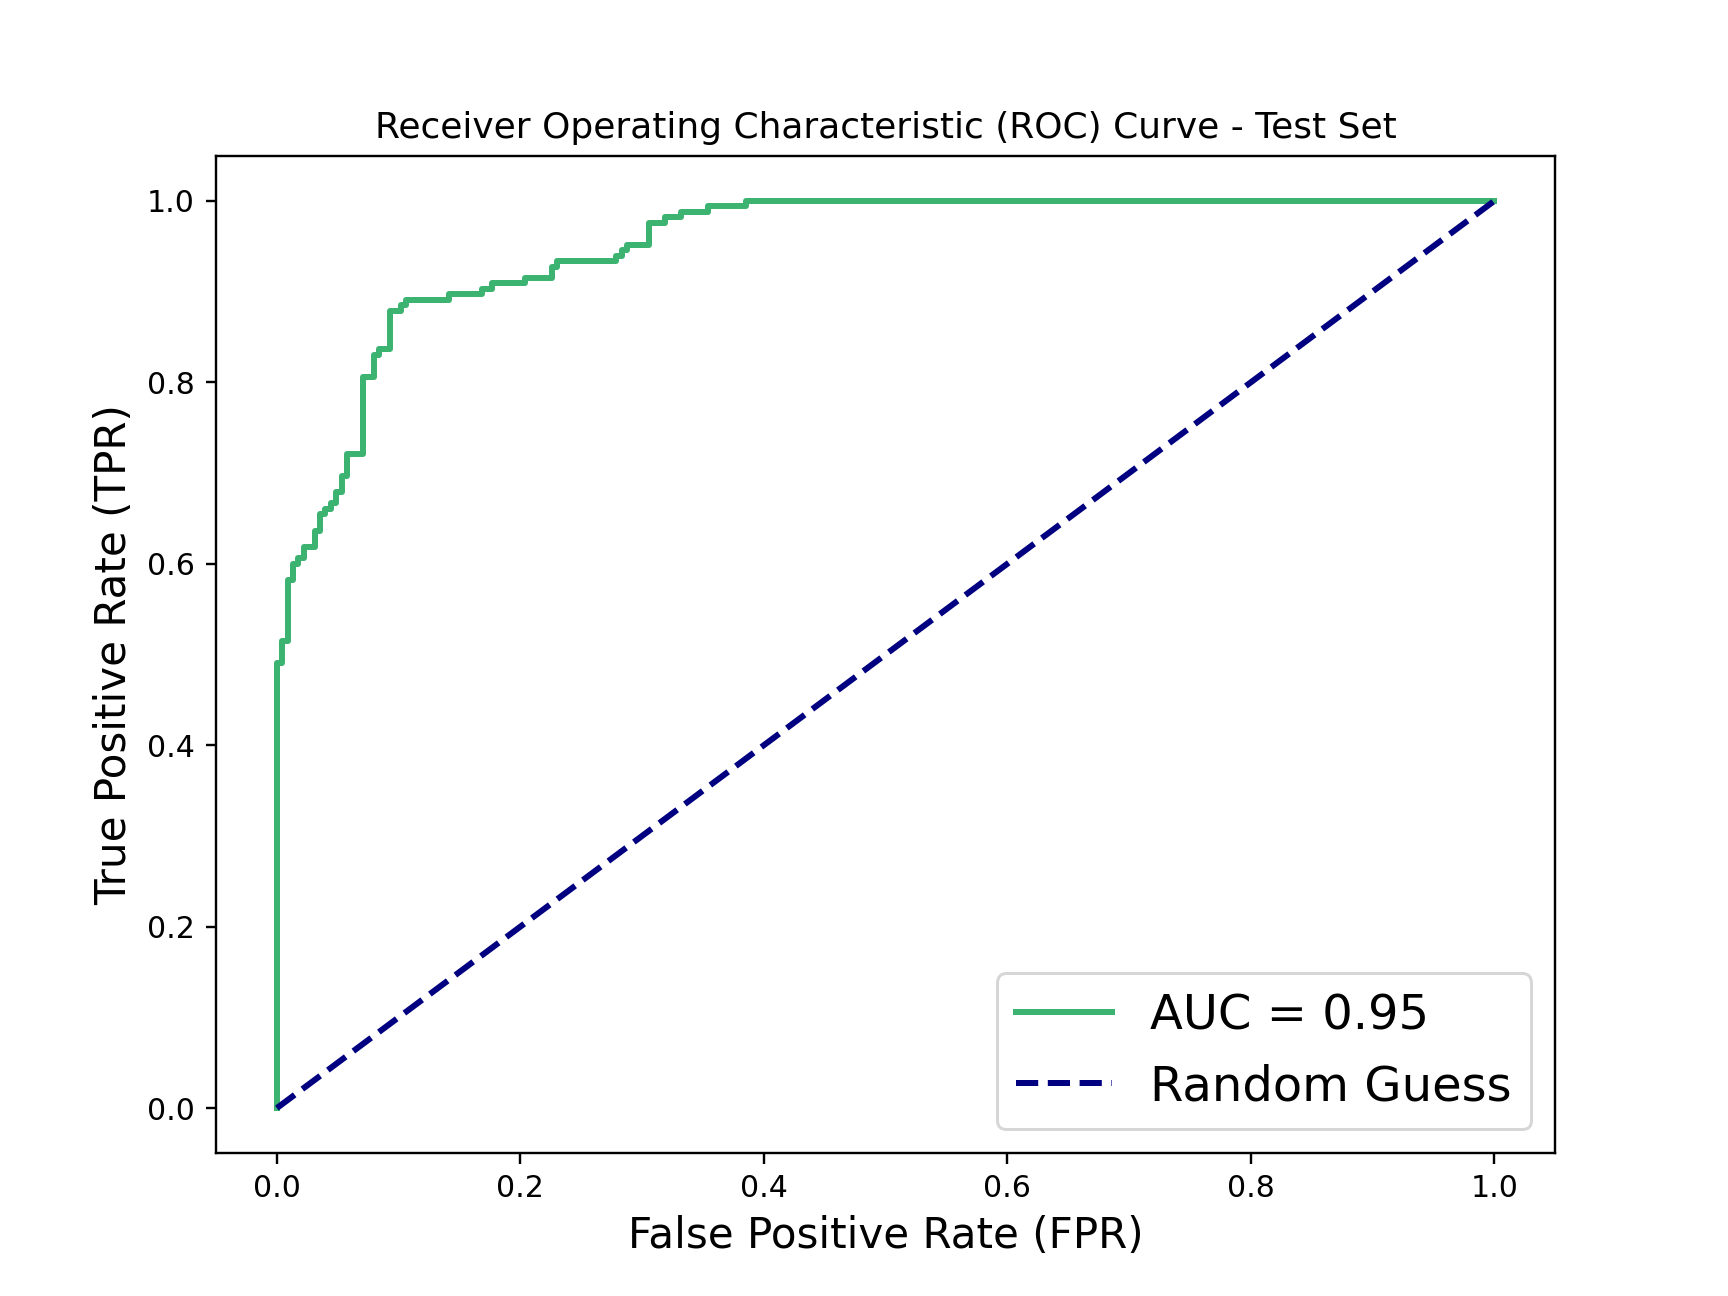 Receiver Operating Characteristic (ROC) Curve - Test Set
True Positive Rate (TPR)
1.0
0.8
0.6
0.4
0.2
0.0
AUC = 0.95
Random Guess
0.0 0.2 0.4 0.6 0.8 1.0
False Positive Rate (FPR)